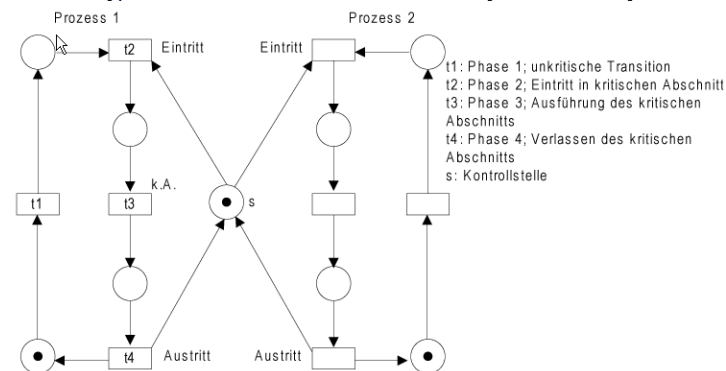 Prozess 1
Prozess 2
t2
Eintritt
Eintritt
t1: Phase 1; unkritische Transition
t2: Phase 2; Eintritt in kritischen Abschnitt
t3: Phase 3; Ausführung des kritischen
Abschnitts
t4: Phase 4; Verlassen des kritischen
Abschnitts
s: Kontrollstelle
k.A.
t1
t3
s
t4
Austritt
Austritt